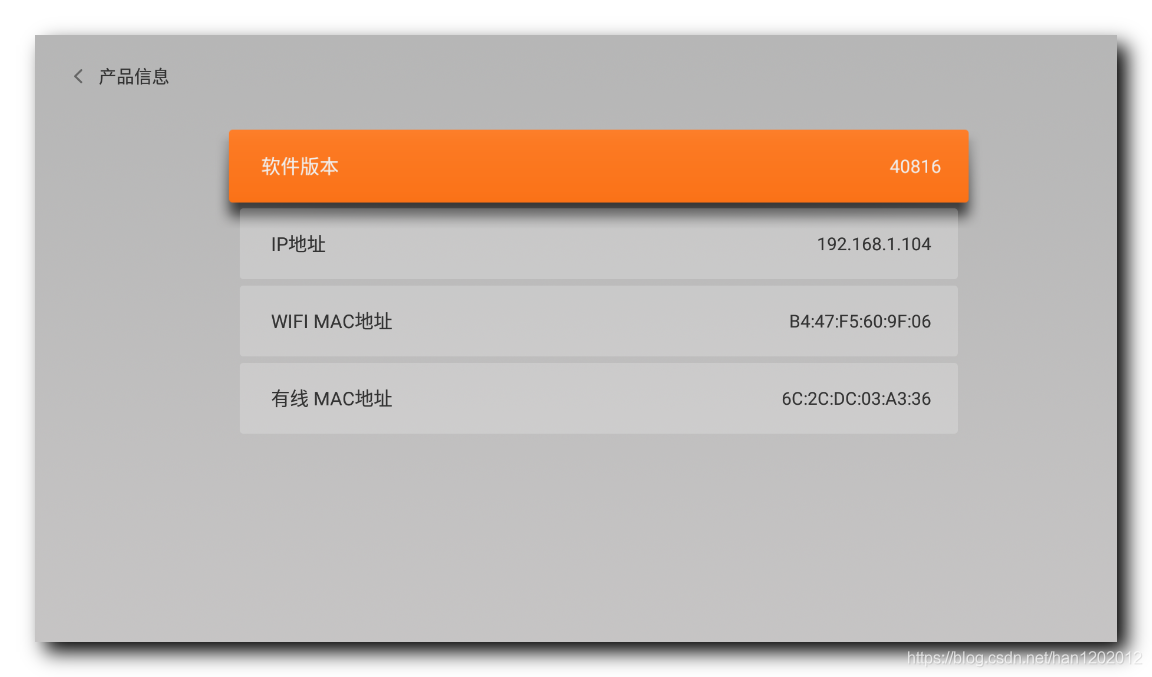 产品信息
软件版本 40816
IP地址 192.168.1.104
WIFI MAC地址 B4:47:F5:60:9F:06
有线 MAC地址 6C:2C:DC:03:A3:36
https://blog.csdn.net/han1202012